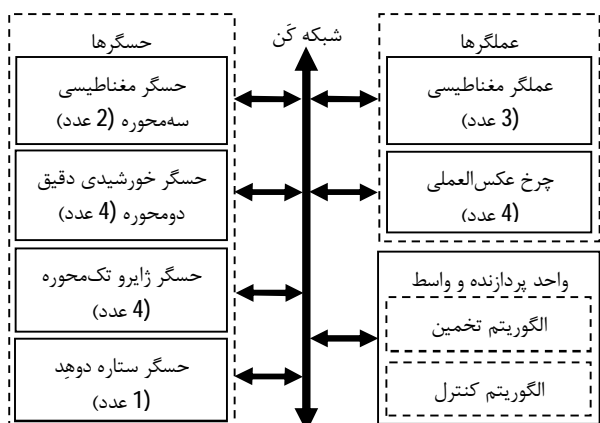 شبکه کَن
حسگرها
حسگر مغناطیسی
سه‌محوره (2 عدد)
حسگر خورشیدی دقیق
دومحوره (4 عدد)
حسگر ژایرو تک‌محوره
(4 عدد)
حسگر ستاره دوهِد
(1 عدد)
عملگرها
عملگر مغناطیسی
(3 عدد)
چرخ عکس‌العملی
(4 عدد)
واحد پردازنده و واسط
الگوریتم تخمین
الگوریتم کنترل